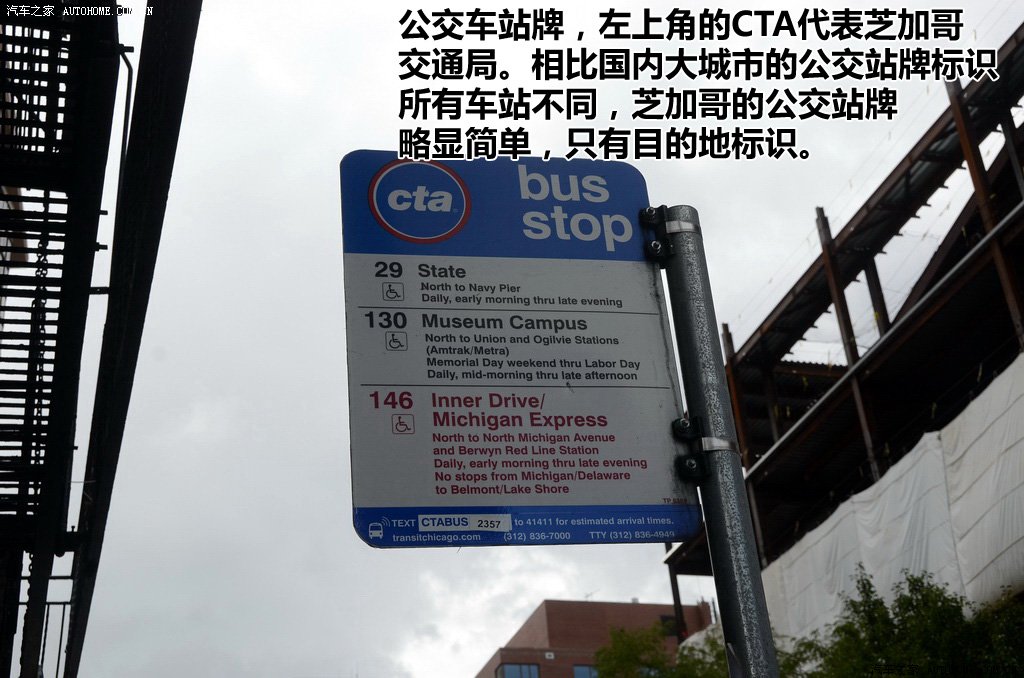 汽车之家 AUTOHOME.COM.CN
公交车站牌，左上角的CTA代表芝加哥
交通局。相比国内大城市的公交站牌标识
所有车站不同，芝加哥的公交站牌
略显简单，只有目的地标识。
cta
bus
stop
29 State
North to Navy Pier
Daily, early morning thru late evening
130 Museum Campus
North to Union and Ogilvie Stations
(Amtrak/Metra)
Memorial Day weekend thru Labor Day
Daily, mid-morning thru late afternoon
146 Inner Drive/
Michigan Express
North to North Michigan Avenue
and Berwyn Red Line Station
Daily, early morning thru late evening
No stops from Michigan/Delaware
to Belmont/Lake Shore
TEXT CTABUS 2357 to 41411 for estimated arrival times.
transitchicago.com (312) 836-7000 TTY (312) 836-4949